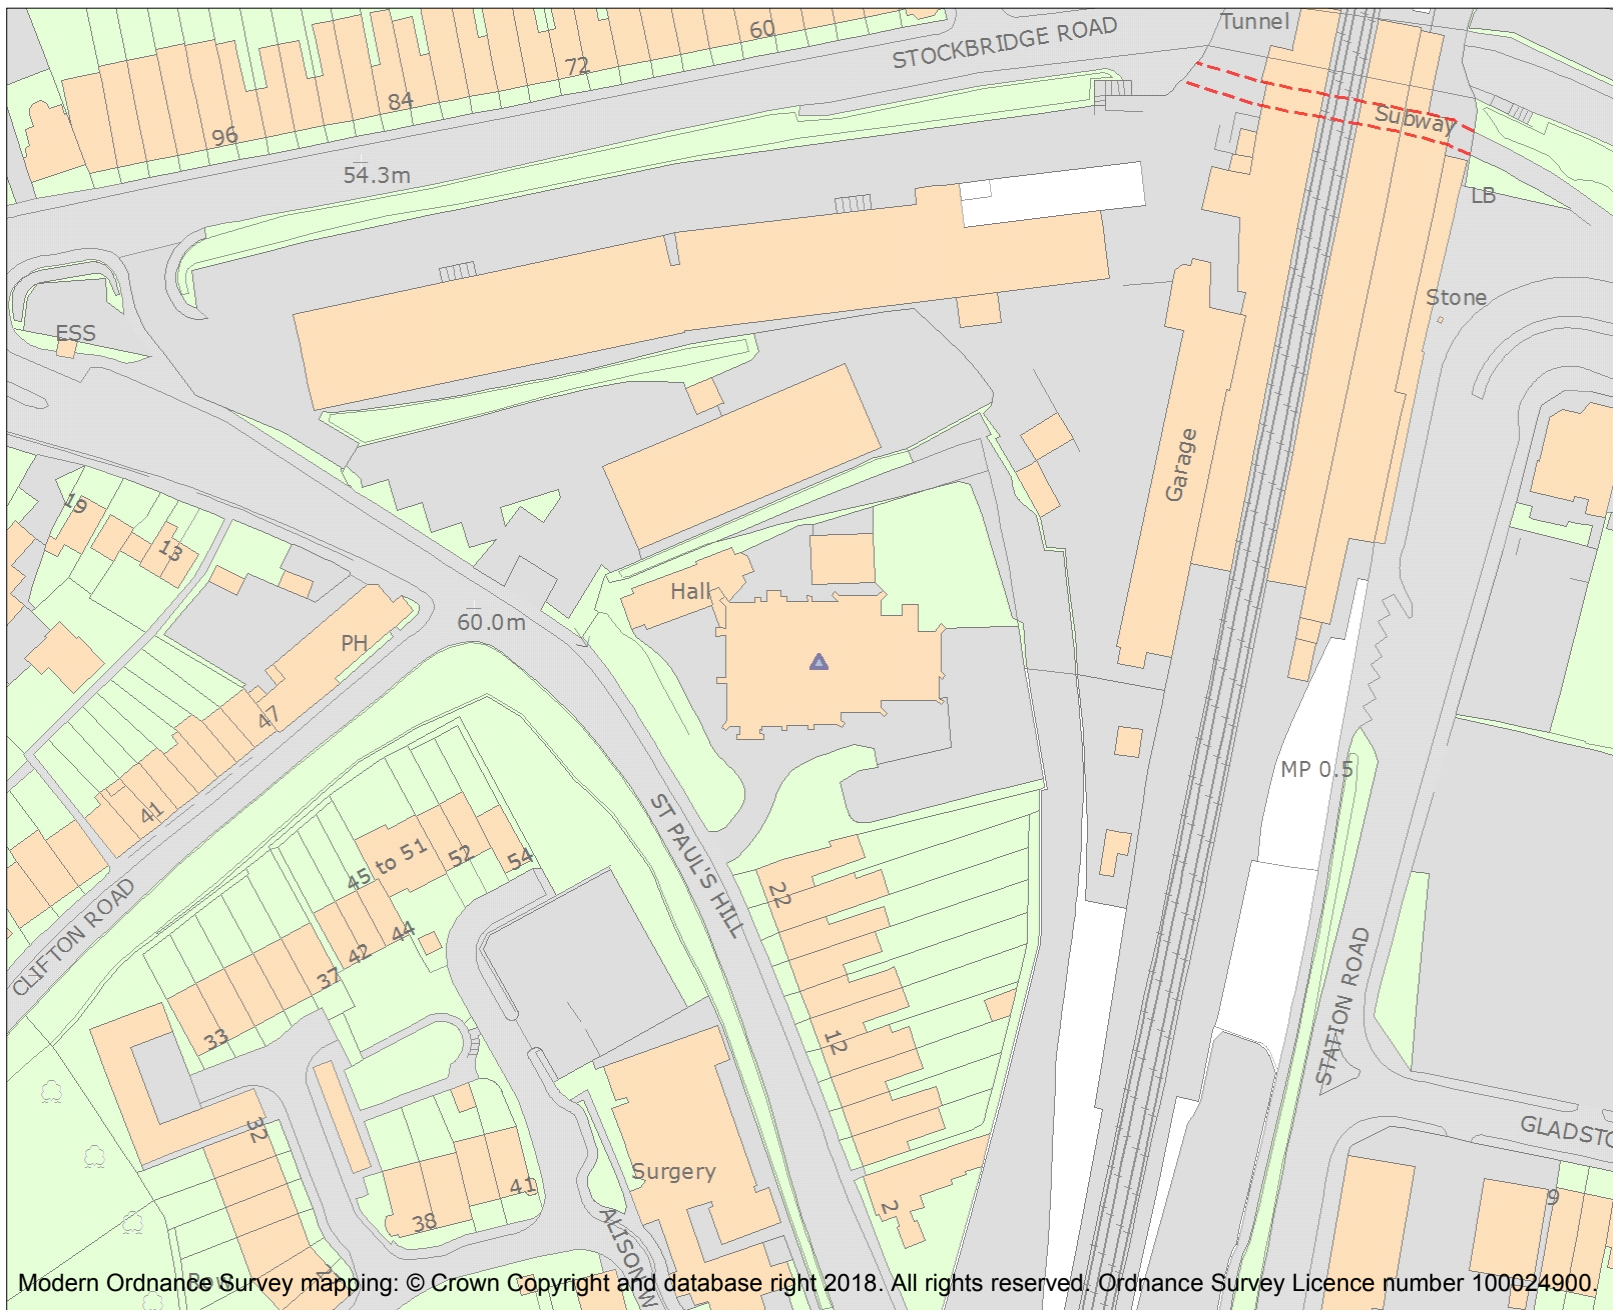 Tunnel
60
STOCKBRIDGE ROAD
72
84
96
Subway
54.3m
LB
Stone
ESS
Garage
19
13
Hall
60.0m
PH
47
MP 0.5
41
ST PAUL'S HILL
45 to 51
52
54
22
CLIFTON ROAD
44
42
37
STATION ROAD
33
12
32
GLADSTO
Surgery
41
9
38
2
ALISON W
Modern Ordnance Survey mapping: © Crown Copyright and database right 2018. All rights reserved. Ordnance Survey Licence number 100024900.